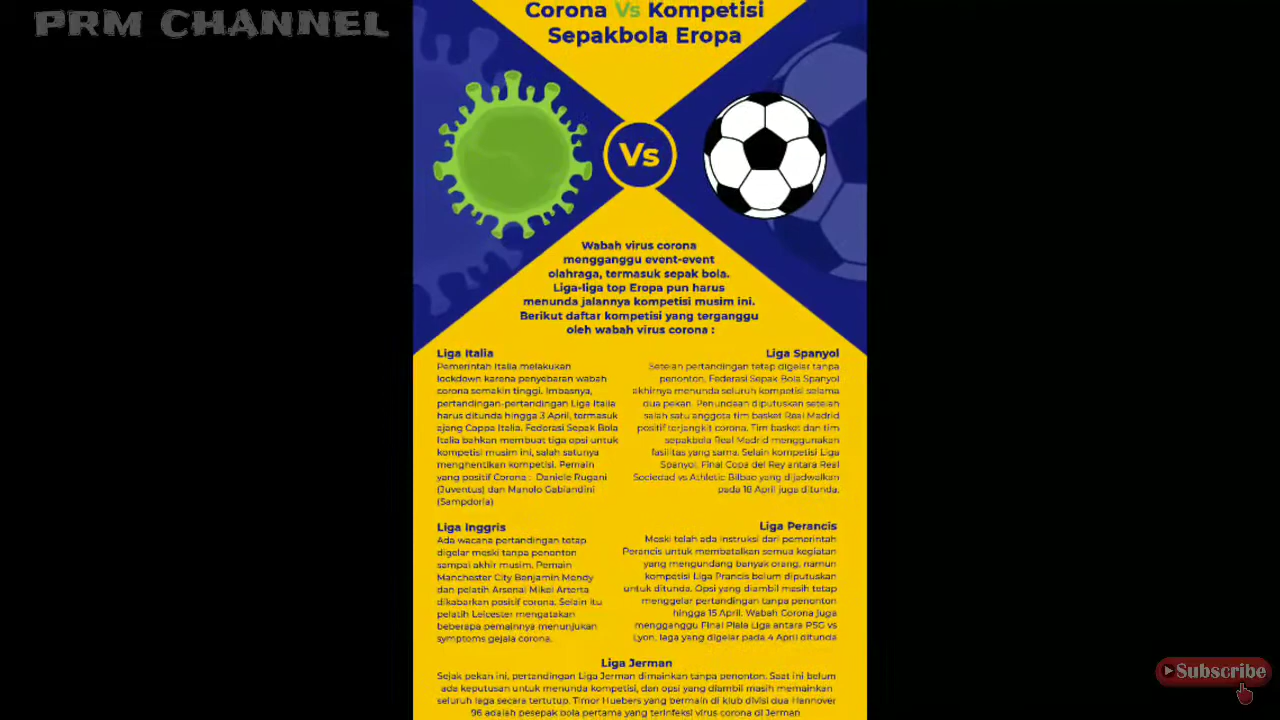 PRM CHANNEL
Corona Vs Kompetisi
Sepakbola Eropa
Vs
Wabah virus corona
mengganggu event-event
olahraga, termasuk sepak bola.
Liga-liga top Eropa pun harus
menunda jalannya kompetisi musim ini.
Berikut daftar kompetisi yang terganggu
oleh wabah virus corona :
Liga Italia
Pemerintah Italia melakukan
lockdown karena penyebaran wabah
corona semakin tinggi. Imbasnya,
pertandingan-pertandingan Liga Italia
harus ditunda hingga 3 April, termasuk
ajang Coppa Italia. Federasi Sepak Bola
Italia bahkan membuat tiga opsi untuk
kompetisi musim ini, salah satunya
menghentikan kompetisi. Pemain
yang positif Corona : Daniele Rugani
(Juventus) dan Manolo Gabiandini
(Sampdoria)
Liga Spanyol
Setelah pertandingan tetap digelar tanpa
penonton, Federasi Sepak Bola Spanyol
akhirnya menunda seluruh kompetisi selama
dua pekan. Penundaan diputuskan setelah
salah satu anggota tim basket Real Madrid
positif terjangkit corona. Tim basket dan tim
sepakbola Real Madrid menggunakan
fasilitas yang sama. Selain kompetisi Liga
Spanyol, Final Copa del Rey antara Real
Sociedad vs Athletic Bilbao yang dijadwalkan
pada 18 April juga ditunda.
Liga Inggris
Ada wacana pertandingan tetap
digelar meski tanpa penonton
sampai akhir musim. Pemain
Manchester City Benjamin Mendy
dan pelatih Arsenal Mikel Arterta
dikabarkan positif corona. Selain itu
pelatih Leicester mengatakan
beberapa pemainnya menunjukan
symptoms gejala corona.
Liga Perancis
Meski telah ada instruksi dari pemerintah
Perancis untuk membatalkan semua kegiatan
yang mengundang banyak orang, namun
kompetisi Liga Prancis belum diputuskan
untuk ditunda. Opsi yang diambil masih tetap
menggelar pertandingan tanpa penonton
hingga 15 April. Wabah Corona juga
mengganggu Final Piala Liga antara PSG vs
Lyon, laga yang digelar pada 4 April ditunda
Liga Jerman
Sejak pekan ini, pertandingan Liga Jerman dimainkan tanpa penonton. Saat ini belum
ada keputusan untuk menunda kompetisi, dan opsi yang diambil masih memainkan
seluruh laga secara tertutup. Timor Huebers yang bermain di klub divisi dua Hannover
96 adalah pesepak bola pertama yang terinfeksi virus corona di Jerman
Subscribe